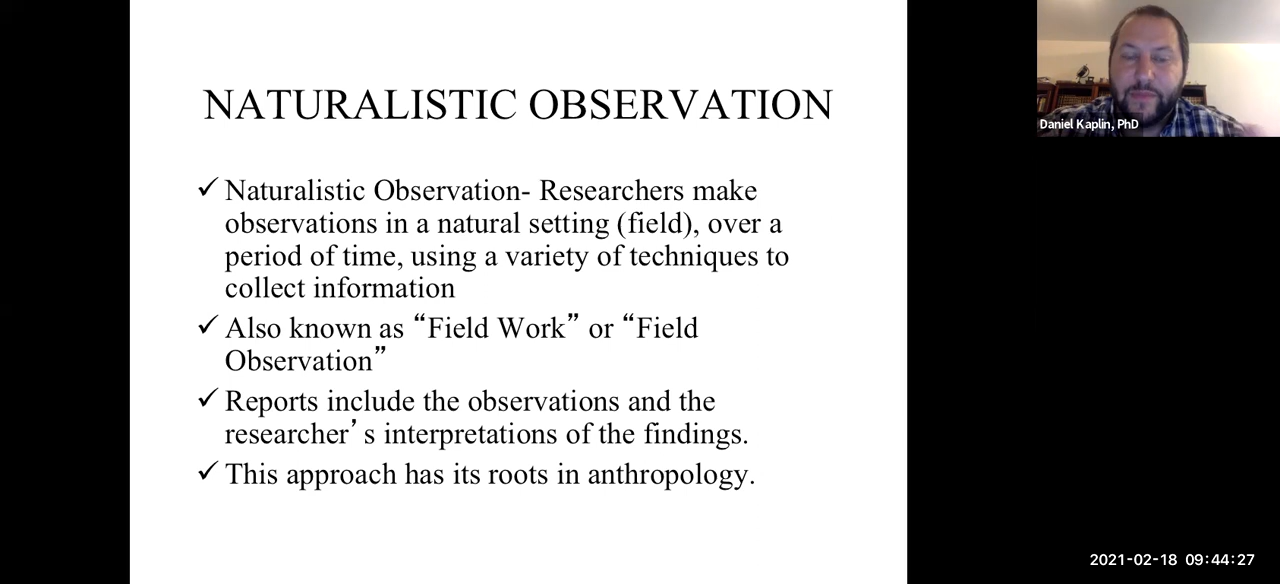 NATURALISTIC OBSERVATION
✓ Naturalistic Observation- Researchers make
observations in a natural setting (field), over a
period of time, using a variety of techniques to
collect information
✓ Also known as “Field Work” or “Field
Observation”
✓ Reports include the observations and the
researcher’s interpretations of the findings.
✓ This approach has its roots in anthropology.
Daniel Kaplin, PhD
2021-02-18 09:44:27